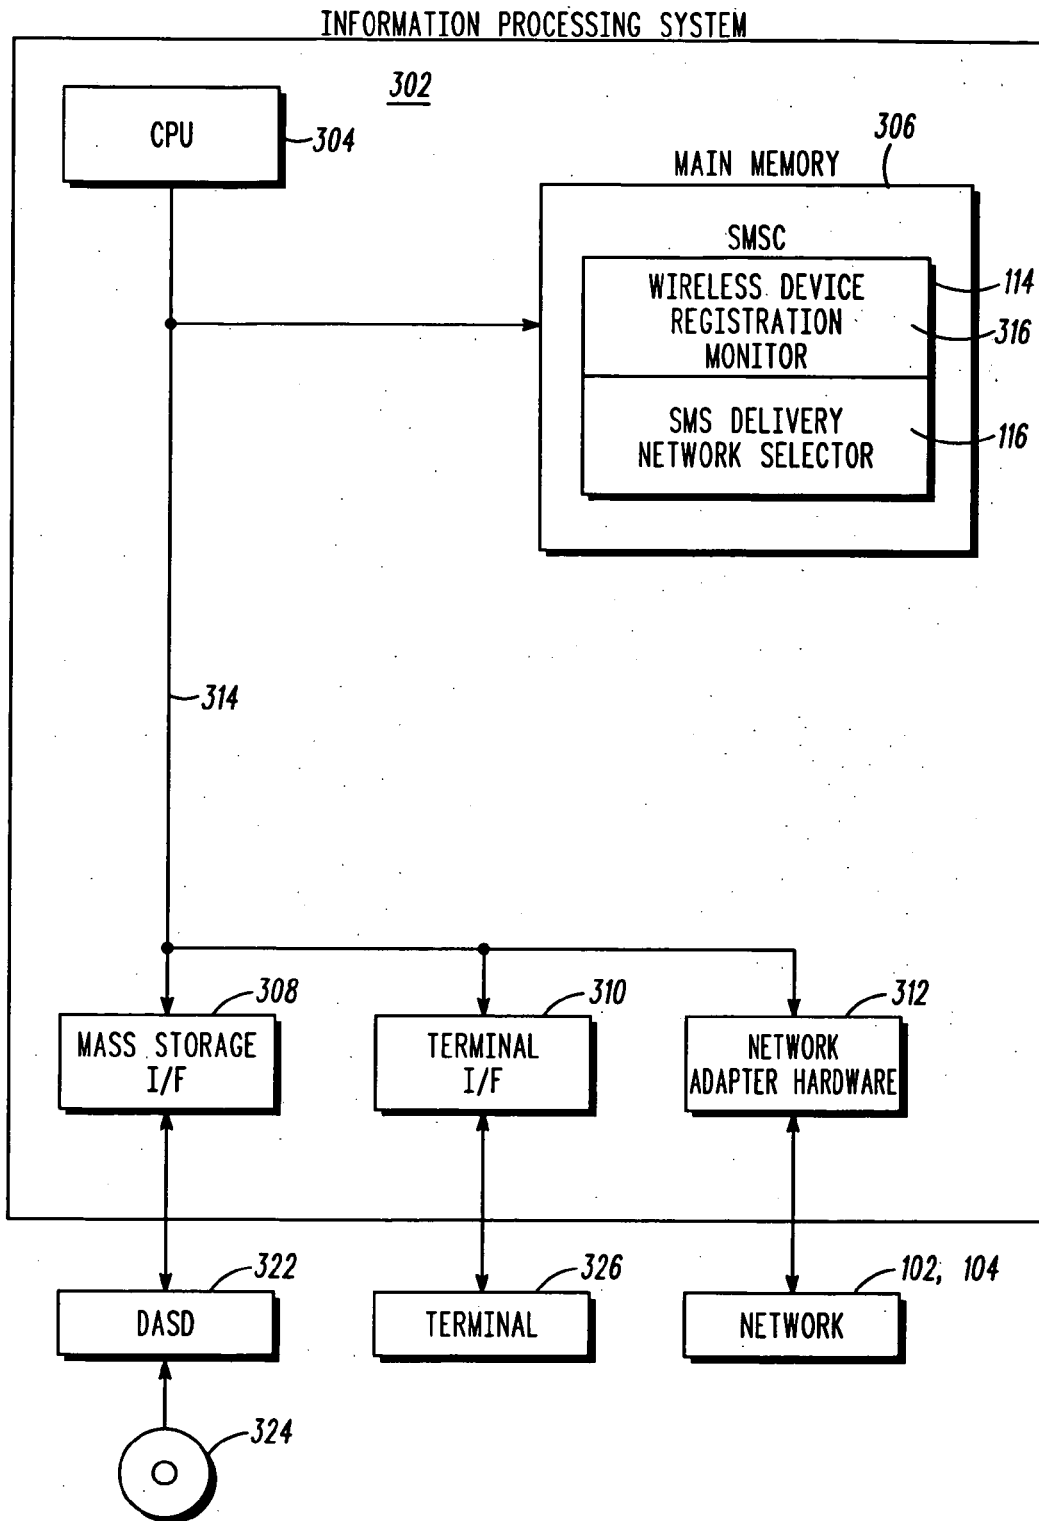 INFORMATION PROCESSING SYSTEM
302
CPU
304
306
MAIN MEMORY
SMSC
WIRELESS DEVICE
REGISTRATION
MONITOR
114
316
SMS DELIVERY
NETWORK SELECTOR
116
314
308
MASS STORAGE
I/F
310
TERMINAL
I/F
312
NETWORK
ADAPTER HARDWARE
322
DASD
326
TERMINAL
102, 104
NETWORK
324